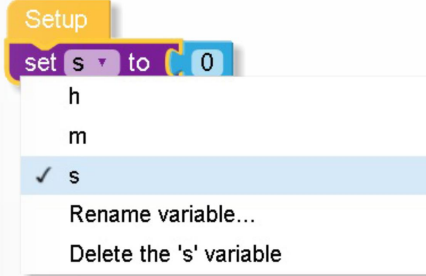 Setup
set s to 0
h
m
s
Rename variable...
Delete the 's' variable